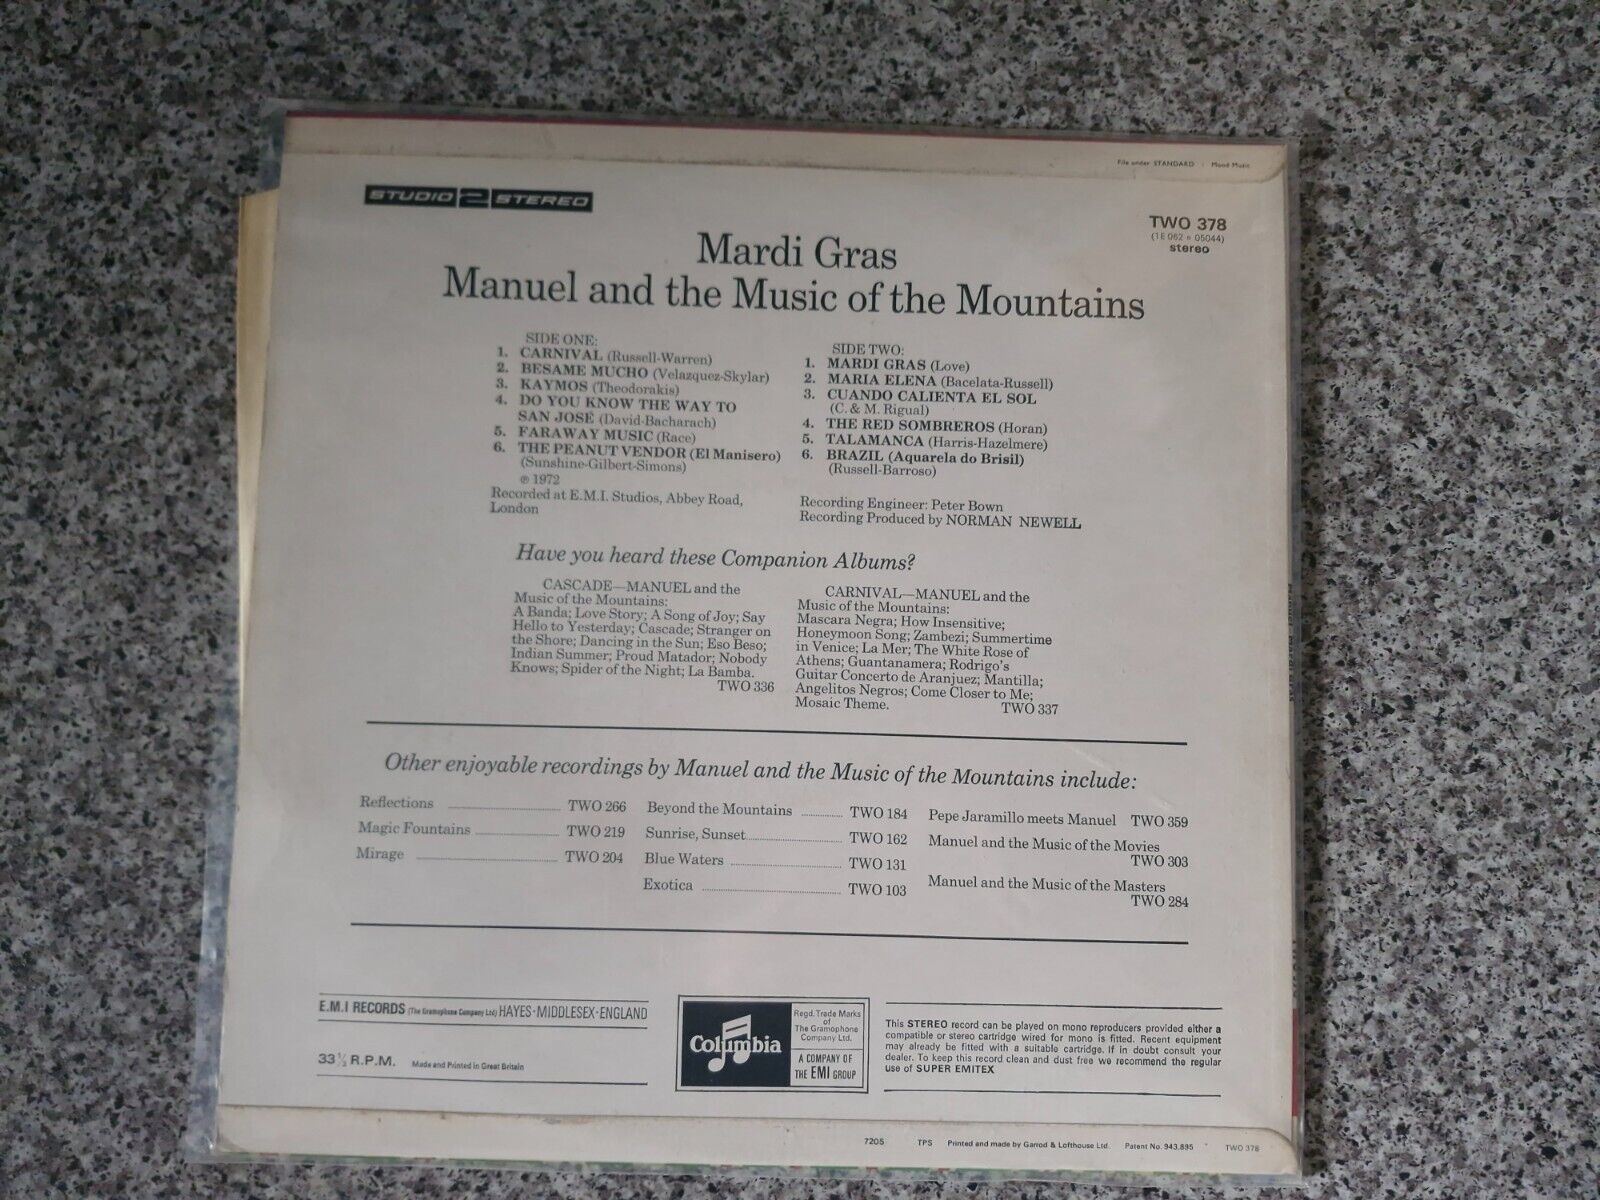 File under STANDARD : Mood Music
STUDIO 2 STEREO
TWO 378
(1E 062 o 05044)
stereo
Mardi Gras
Manuel and the Music of the Mountains
SIDE ONE:
1. CARNIVAL (Russell-Warren)
2. BESAME MUCHO (Velazquez-Skylar)
3. KAYMOS (Theodorakis)
4. DO YOU KNOW THE WAY TO
SAN JOSÉ (David-Bacharach)
5. FARAWAY MUSIC (Race)
6. THE PEANUT VENDOR (El Manisero)
(Sunshine-Gilbert-Simons)
℗ 1972
Recorded at E.M.I. Studios, Abbey Road,
London
SIDE TWO:
1. MARDI GRAS (Love)
2. MARIA ELENA (Bacelata-Russell)
3. CUANDO CALIENTA EL SOL
(C. & M. Rigual)
4. THE RED SOMBREROS (Horan)
5. TALAMANCA (Harris-Hazelmere)
6. BRAZIL (Aquarela do Brisil)
(Russell-Barroso)
Recording Engineer: Peter Bown
Recording Produced by NORMAN NEWELL
Have you heard these Companion Albums?
CASCADE—MANUEL and the
Music of the Mountains:
A Banda; Love Story; A Song of Joy; Say
Hello to Yesterday; Cascade; Stranger on
the Shore; Dancing in the Sun; Eso Beso;
Indian Summer; Proud Matador; Nobody
Knows; Spider of the Night; La Bamba.
TWO 336
CARNIVAL—MANUEL and the
Music of the Mountains:
Mascara Negra; How Insensitive;
Honeymoon Song; Zambezi; Summertime
in Venice; La Mer; The White Rose of
Athens; Guantanamera; Rodrigo's
Guitar Concerto de Aranjuez; Mantilla;
Angelitos Negros; Come Closer to Me;
Mosaic Theme. TWO 337
Other enjoyable recordings by Manuel and the Music of the Mountains include:
Reflections TWO 266
Magic Fountains TWO 219
Mirage TWO 204
Beyond the Mountains TWO 184
Sunrise, Sunset TWO 162
Blue Waters TWO 131
Exotica TWO 103
Pepe Jaramillo meets Manuel TWO 359
Manuel and the Music of the Movies
TWO 303
Manuel and the Music of the Masters
TWO 284
E.M.I RECORDS (The Gramophone Company Ltd) HAYES·MIDDLESEX·ENGLAND
33⅓ R.P.M. Made and Printed in Great Britain
Columbia
Regd. Trade Marks
of
The Gramophone
Company Ltd.
A COMPANY OF
THE EMI GROUP
This STEREO record can be played on mono reproducers provided either a
compatible or stereo cartridge wired for mono is fitted. Recent equipment
may already be fitted with a suitable cartridge. If in doubt consult your
dealer. To keep this record clean and dust free we recommend the regular
use of SUPER EMITEX
7205 TPS Printed and made by Garrod & Lofthouse Ltd. Patent No. 943,895 TWO 378